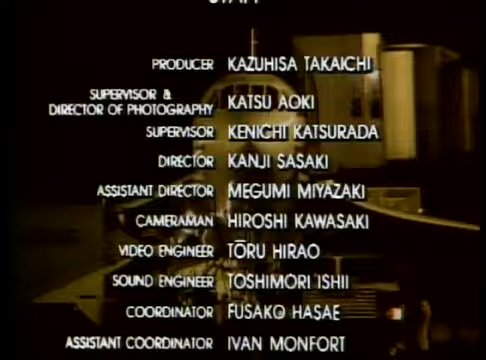 STAFF
PRODUCER KAZUHISA TAKAICHI
SUPERVISOR &
DIRECTOR OF PHOTOGRAPHY KATSU AOKI
SUPERVISOR KENICHI KATSURADA
DIRECTOR KANJI SASAKI
ASSISTANT DIRECTOR MEGUMI MIYAZAKI
CAMERAMAN HIROSHI KAWASAKI
VIDEO ENGINEER TŌRU HIRAO
SOUND ENGINEER TOSHIMORI ISHII
COORDINATOR FUSAKO HASAE
ASSISTANT COORDINATOR IVAN MONFORT